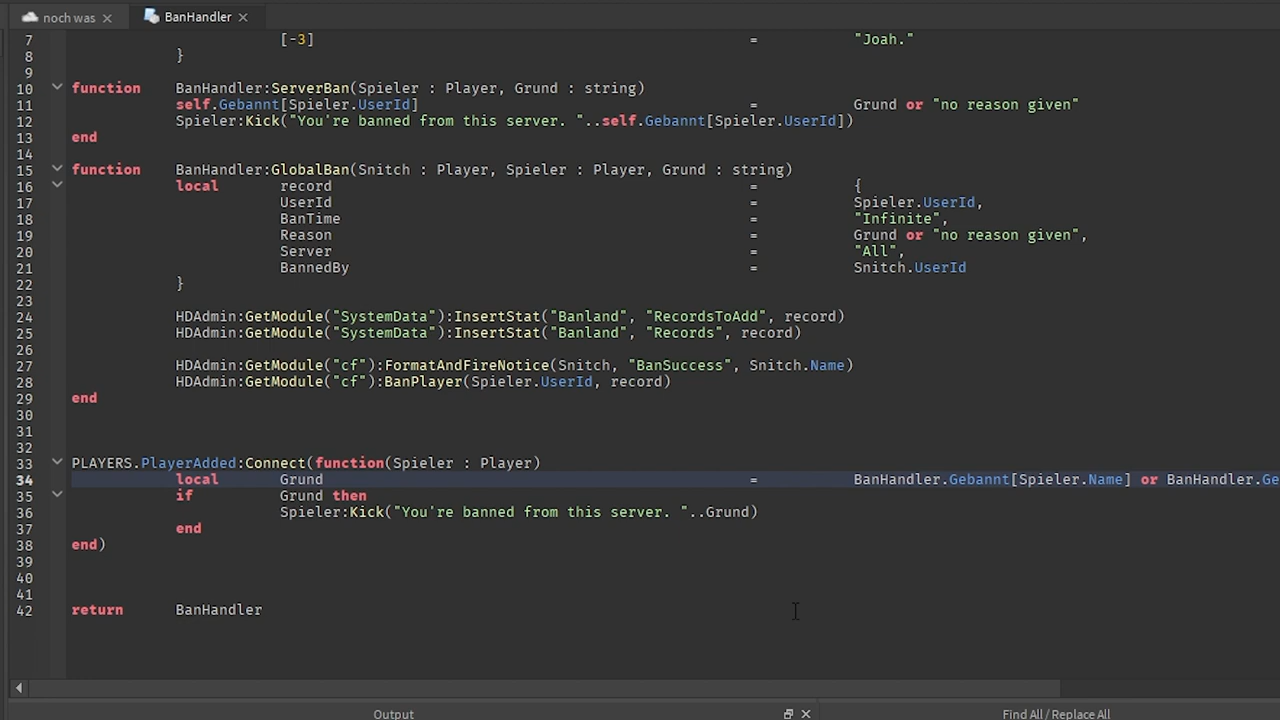 noch was
BanHandler
7 [-3] = "Joah."
8 }
9
10 function BanHandler:ServerBan(Spieler : Player, Grund : string)
11 self.Gebannt[Spieler.UserId] = Grund or "no reason given"
12 Spieler:Kick("You're banned from this server. "..self.Gebannt[Spieler.UserId])
13 end
14
15 function BanHandler:GlobalBan(Snitch : Player, Spieler : Player, Grund : string)
16 local record = {
17 UserId = Spieler.UserId,
18 BanTime = "Infinite",
19 Reason = Grund or "no reason given",
20 Server = "All",
21 BannedBy = Snitch.UserId
22 }
23
24 HDAdmin:GetModule("SystemData"):InsertStat("Banland", "RecordsToAdd", record)
25 HDAdmin:GetModule("SystemData"):InsertStat("Banland", "Records", record)
26
27 HDAdmin:GetModule("cf"):FormatAndFireNotice(Snitch, "BanSuccess", Snitch.Name)
28 HDAdmin:GetModule("cf"):BanPlayer(Spieler.UserId, record)
29 end
30
31
32
33 PLAYERS.PlayerAdded:Connect(function(Spieler : Player)
34 local Grund = BanHandler.Gebannt[Spieler.Name] or BanHandler.Ge
35 if Grund then
36 Spieler:Kick("You're banned from this server. "..Grund)
37 end
38 end)
39
40
41
42 return BanHandler
Output
Find All / Replace All